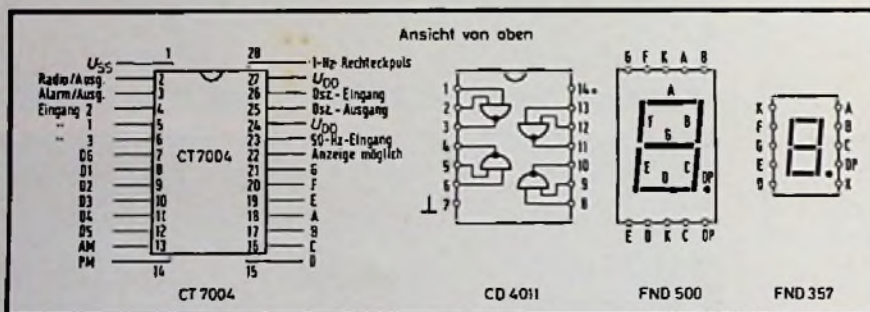 Ansicht von oben
U_SS 1
Radio/Ausg. 2
Alarm/Ausg. 3
Eingang 2 4
" 1 5
" 3 6
D6 7
D1 8
D2 9
D3 10
D4 11
D5 12
AM 13
PM 14
CT7004
28 1-Hz-Rechteckpuls
27 U_DD
26 Osz.-Eingang
25 Osz.-Ausgang
24 U_DD
23 50-Hz-Eingang
22 Anzeige möglich
21 G
20 F
19 E
18 A
17 B
16 C
15 D
CT 7004
1 14
2 13
3 12
4 11
5 10
6 9
⊥ 7 8
CD 4011
G F K A B
A
F B
G
E C
D DP
E D K C DP
FND 500
K A
F B
G C
E DP
D K
FND 357